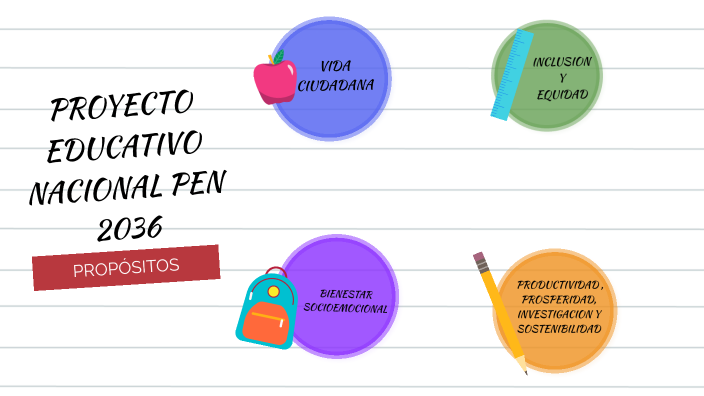 PROYECTO
EDUCATIVO
NACIONAL PEN
2036
PROPÓSITOS
VIDA
CIUDADANA
INCLUSION
Y
EQUIDAD
BIENESTAR
SOCIOEMOCIONAL
PRODUCTIVIDAD,
PROSPERIDAD,
INVESTIGACION Y
SOSTENIBILIDAD